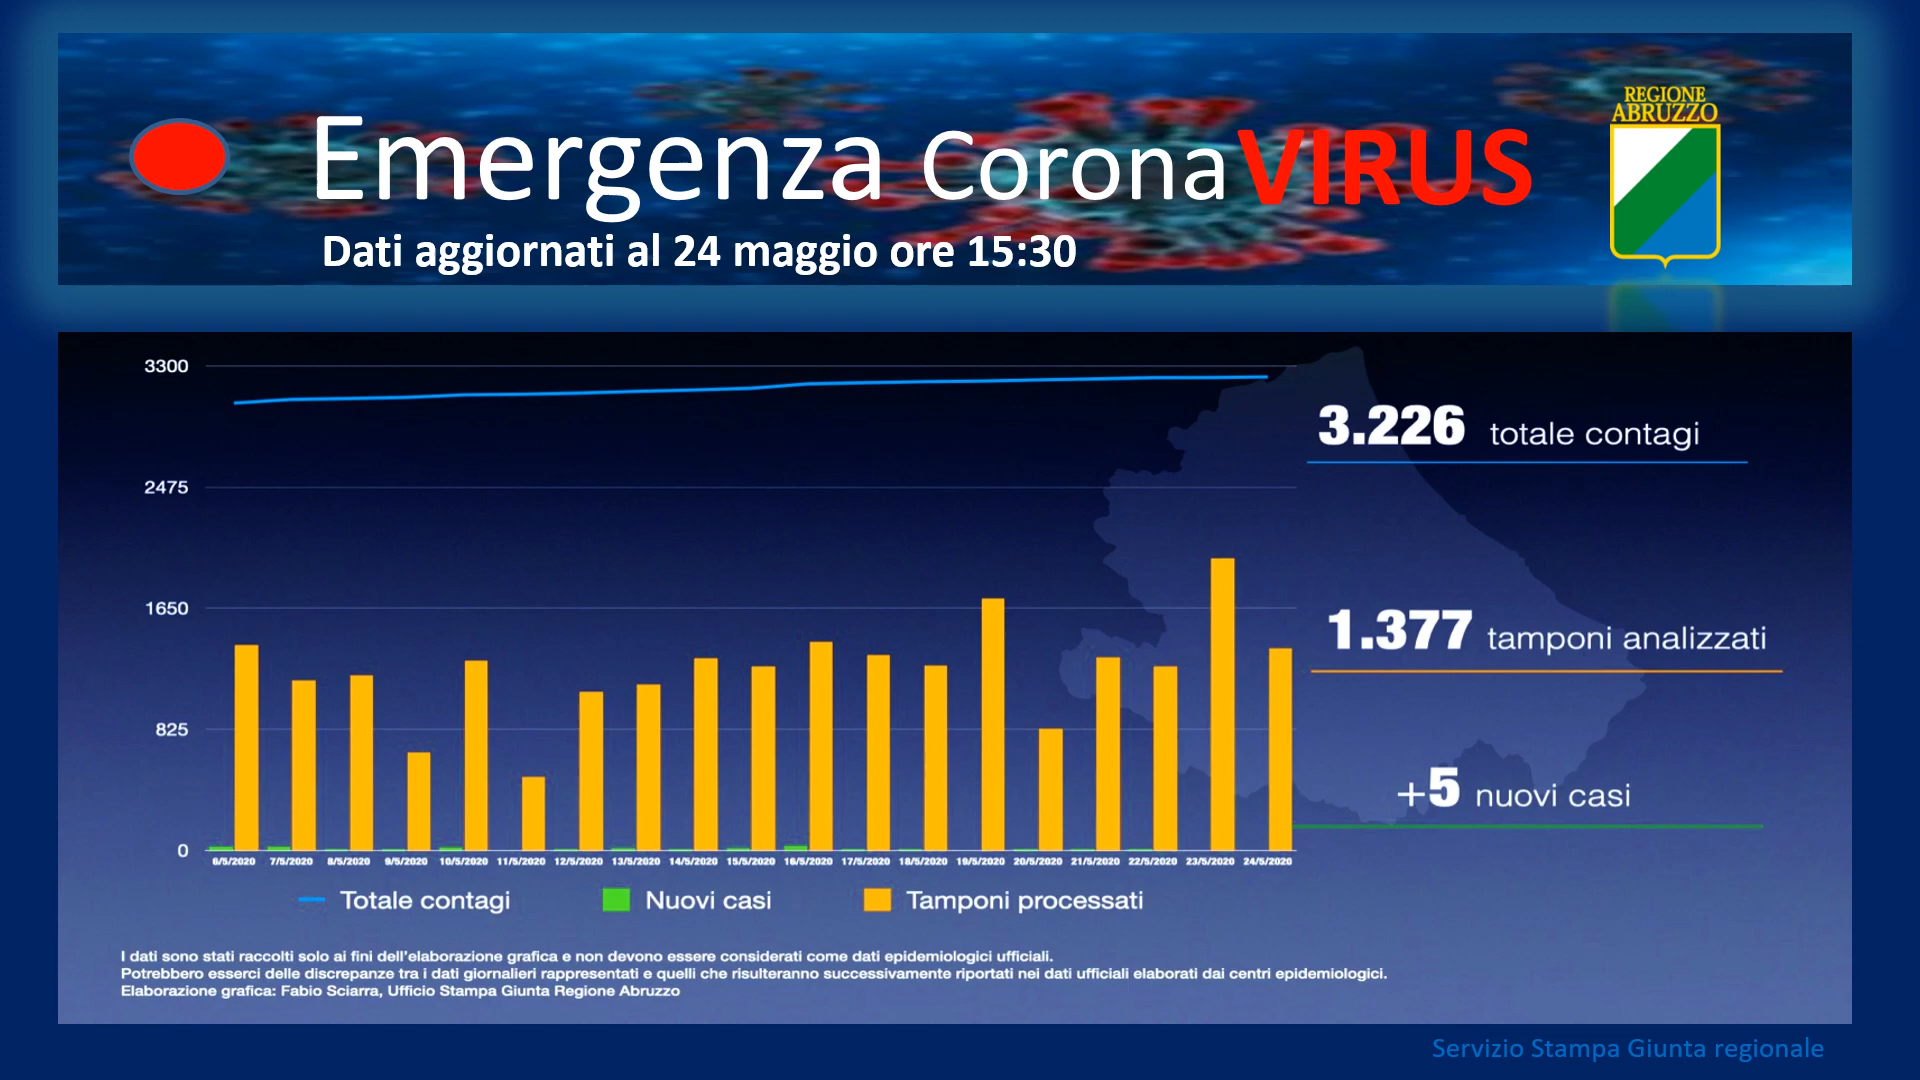 Emergenza CoronaVIRUS
Dati aggiornati al 24 maggio ore 15:30
REGIONE
ABRUZZO
3300
2475
1650
825
0
6/5/2020 7/5/2020 8/5/2020 9/5/2020 10/5/2020 11/5/2020 12/5/2020 13/5/2020 14/5/2020 15/5/2020 16/5/2020 17/5/2020 18/5/2020 19/5/2020 20/5/2020 21/5/2020 22/5/2020 23/5/2020 24/5/2020
Totale contagi Nuovi casi Tamponi processati
3.226 totale contagi
1.377 tamponi analizzati
+5 nuovi casi
I dati sono stati raccolti solo ai fini dell'elaborazione grafica e non devono essere considerati come dati epidemiologici ufficiali.
Potrebbero esserci delle discrepanze tra i dati giornalieri rappresentati e quelli che risulteranno successivamente riportati nei dati ufficiali elaborati dai centri epidemiologici.
Elaborazione grafica: Fabio Sciarra, Ufficio Stampa Giunta Regione Abruzzo
Servizio Stampa Giunta regionale